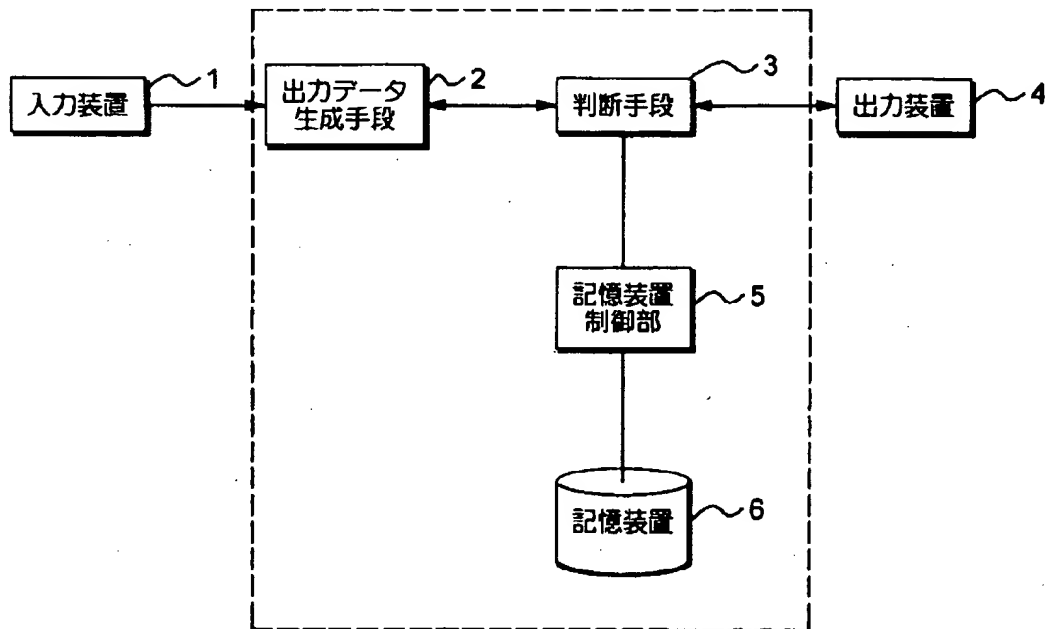 入力装置
1
出力データ
生成手段
2
判断手段
3
出力装置
4
記憶装置
制御部
5
記憶装置
6